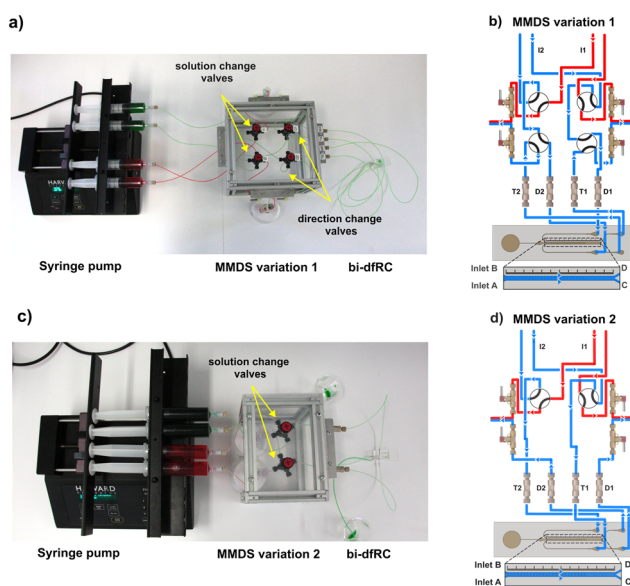 a)
solution change
valves
HARVARD
direction change
valves
Syringe pump
MMDS variation 1
bi-dfRC
b)
MMDS variation 1
I2
I1
T2
D2
T1
D1
Inlet B
D
Inlet A
C
c)
solution change
valves
HARVARD
Syringe pump
MMDS variation 2
bi-dfRC
d)
MMDS variation 2
I2
I1
T2
D2
T1
D1
Inlet B
D
Inlet A
C